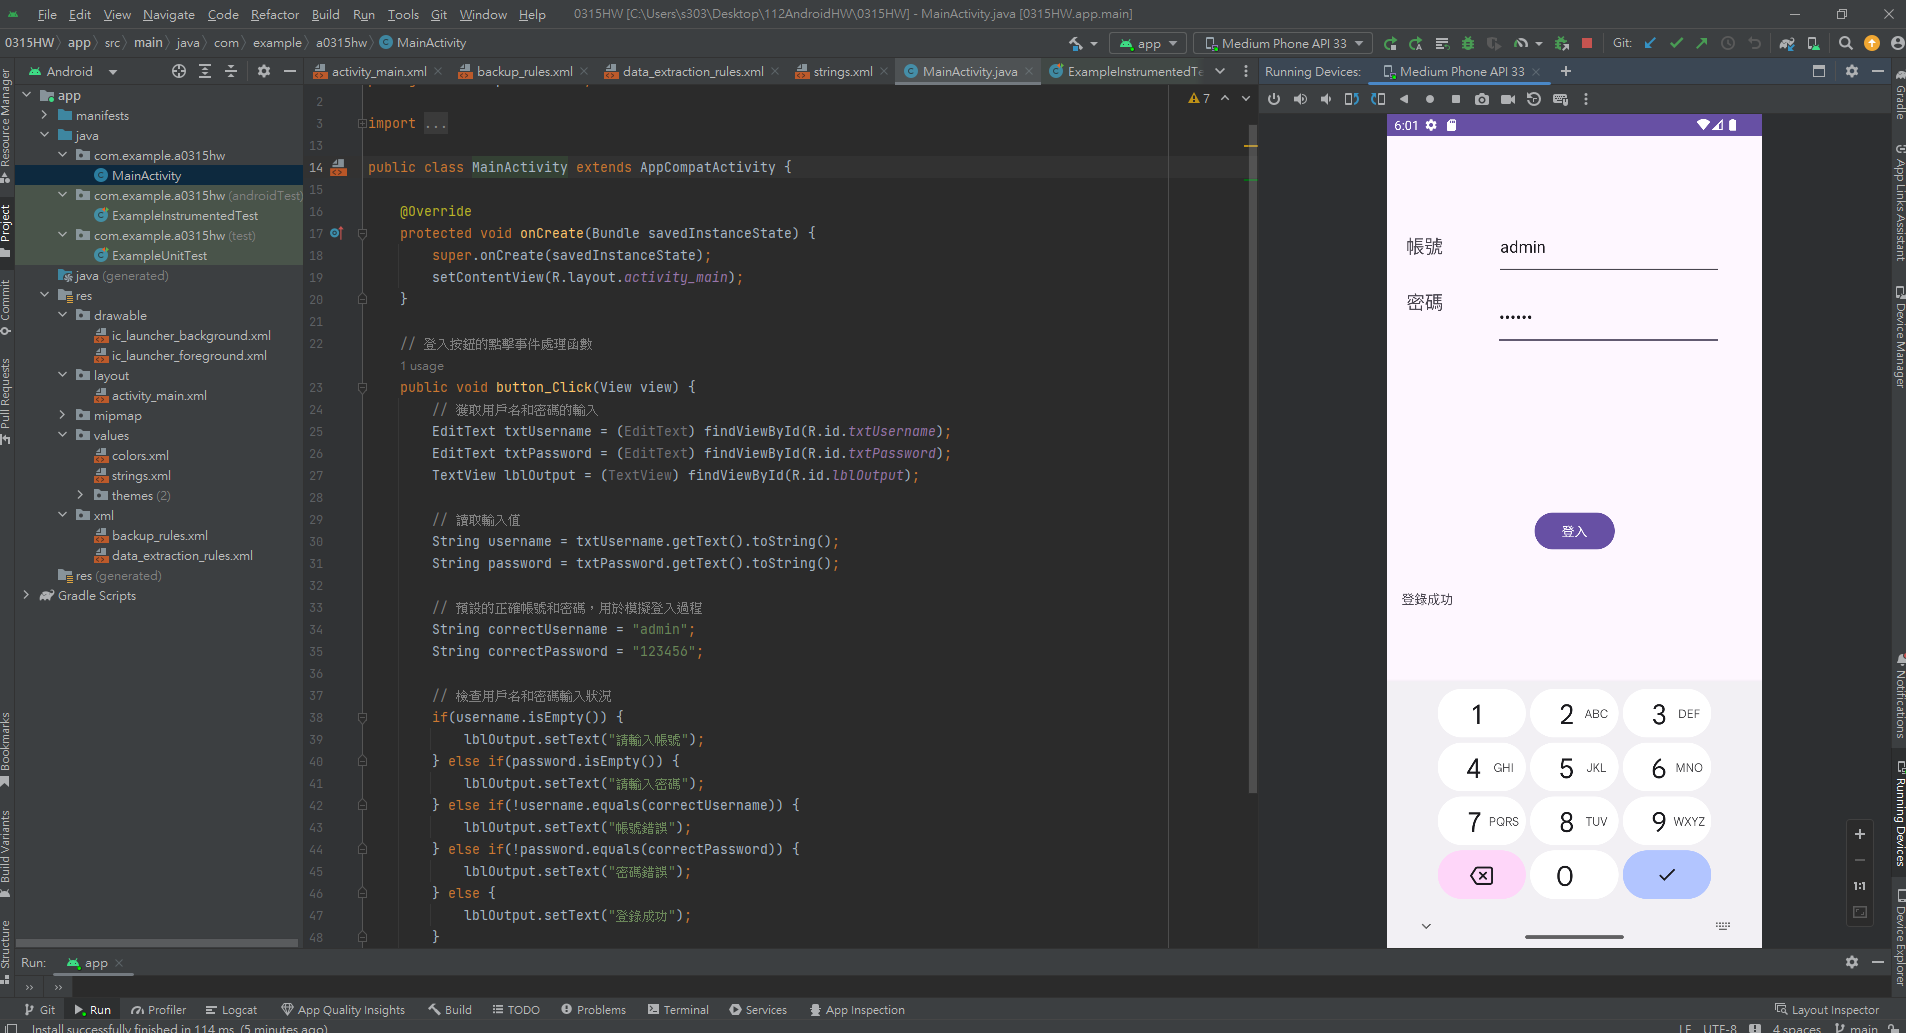 File Edit View Navigate Code Refactor Build Run Tools Git Window Help 0315HW [C:\Users\s303\Desktop\112AndroidHW\0315HW] - MainActivity.java [0315HW.app.main]
0315HW app src main java com example a0315hw MainActivity app Medium Phone API 33 Git:
Android activity_main.xml backup_rules.xml data_extraction_rules.xml strings.xml MainActivity.java ExampleInstrumentedTe Running Devices: Medium Phone API 33
Resource Manager
Project
Commit
Pull Requests
Bookmarks
Build Variants
Structure
app
manifests
java
com.example.a0315hw
MainActivity
com.example.a0315hw (androidTest)
ExampleInstrumentedTest
com.example.a0315hw (test)
ExampleUnitTest
java (generated)
res
drawable
ic_launcher_background.xml
ic_launcher_foreground.xml
layout
activity_main.xml
mipmap
values
colors.xml
strings.xml
themes (2)
xml
backup_rules.xml
data_extraction_rules.xml
res (generated)
Gradle Scripts
7
2
3 import ...
13
14 public class MainActivity extends AppCompatActivity {
15
16 @Override
17 protected void onCreate(Bundle savedInstanceState) {
18 super.onCreate(savedInstanceState);
19 setContentView(R.layout.activity_main);
20 }
21
22 // 登入按鈕的點擊事件處理函數
1 usage
23 public void button_Click(View view) {
24 // 獲取用戶名和密碼的輸入
25 EditText txtUsername = (EditText) findViewById(R.id.txtUsername);
26 EditText txtPassword = (EditText) findViewById(R.id.txtPassword);
27 TextView lblOutput = (TextView) findViewById(R.id.lblOutput);
28
29 // 讀取輸入值
30 String username = txtUsername.getText().toString();
31 String password = txtPassword.getText().toString();
32
33 // 預設的正確帳號和密碼，用於模擬登入過程
34 String correctUsername = "admin";
35 String correctPassword = "123456";
36
37 // 檢查用戶名和密碼輸入狀況
38 if(username.isEmpty()) {
39 lblOutput.setText("請輸入帳號");
40 } else if(password.isEmpty()) {
41 lblOutput.setText("請輸入密碼");
42 } else if(!username.equals(correctUsername)) {
43 lblOutput.setText("帳號錯誤");
44 } else if(!password.equals(correctPassword)) {
45 lblOutput.setText("密碼錯誤");
46 } else {
47 lblOutput.setText("登錄成功");
48 }
6:01
帳號 admin
密碼 ••••••
登入
登錄成功
1 2 ABC 3 DEF
4 GHI 5 JKL 6 MNO
7 PQRS 8 TUV 9 WXYZ
0
1:1
Gradle
App Links Assistant
Device Manager
Notifications
Running Devices
Device Explorer
Run: app
Git Run Profiler Logcat App Quality Insights Build TODO Problems Terminal Services App Inspection Layout Inspector
Install successfully finished in 114 ms. (5 minutes ago) LF UTF-8 4 spaces main